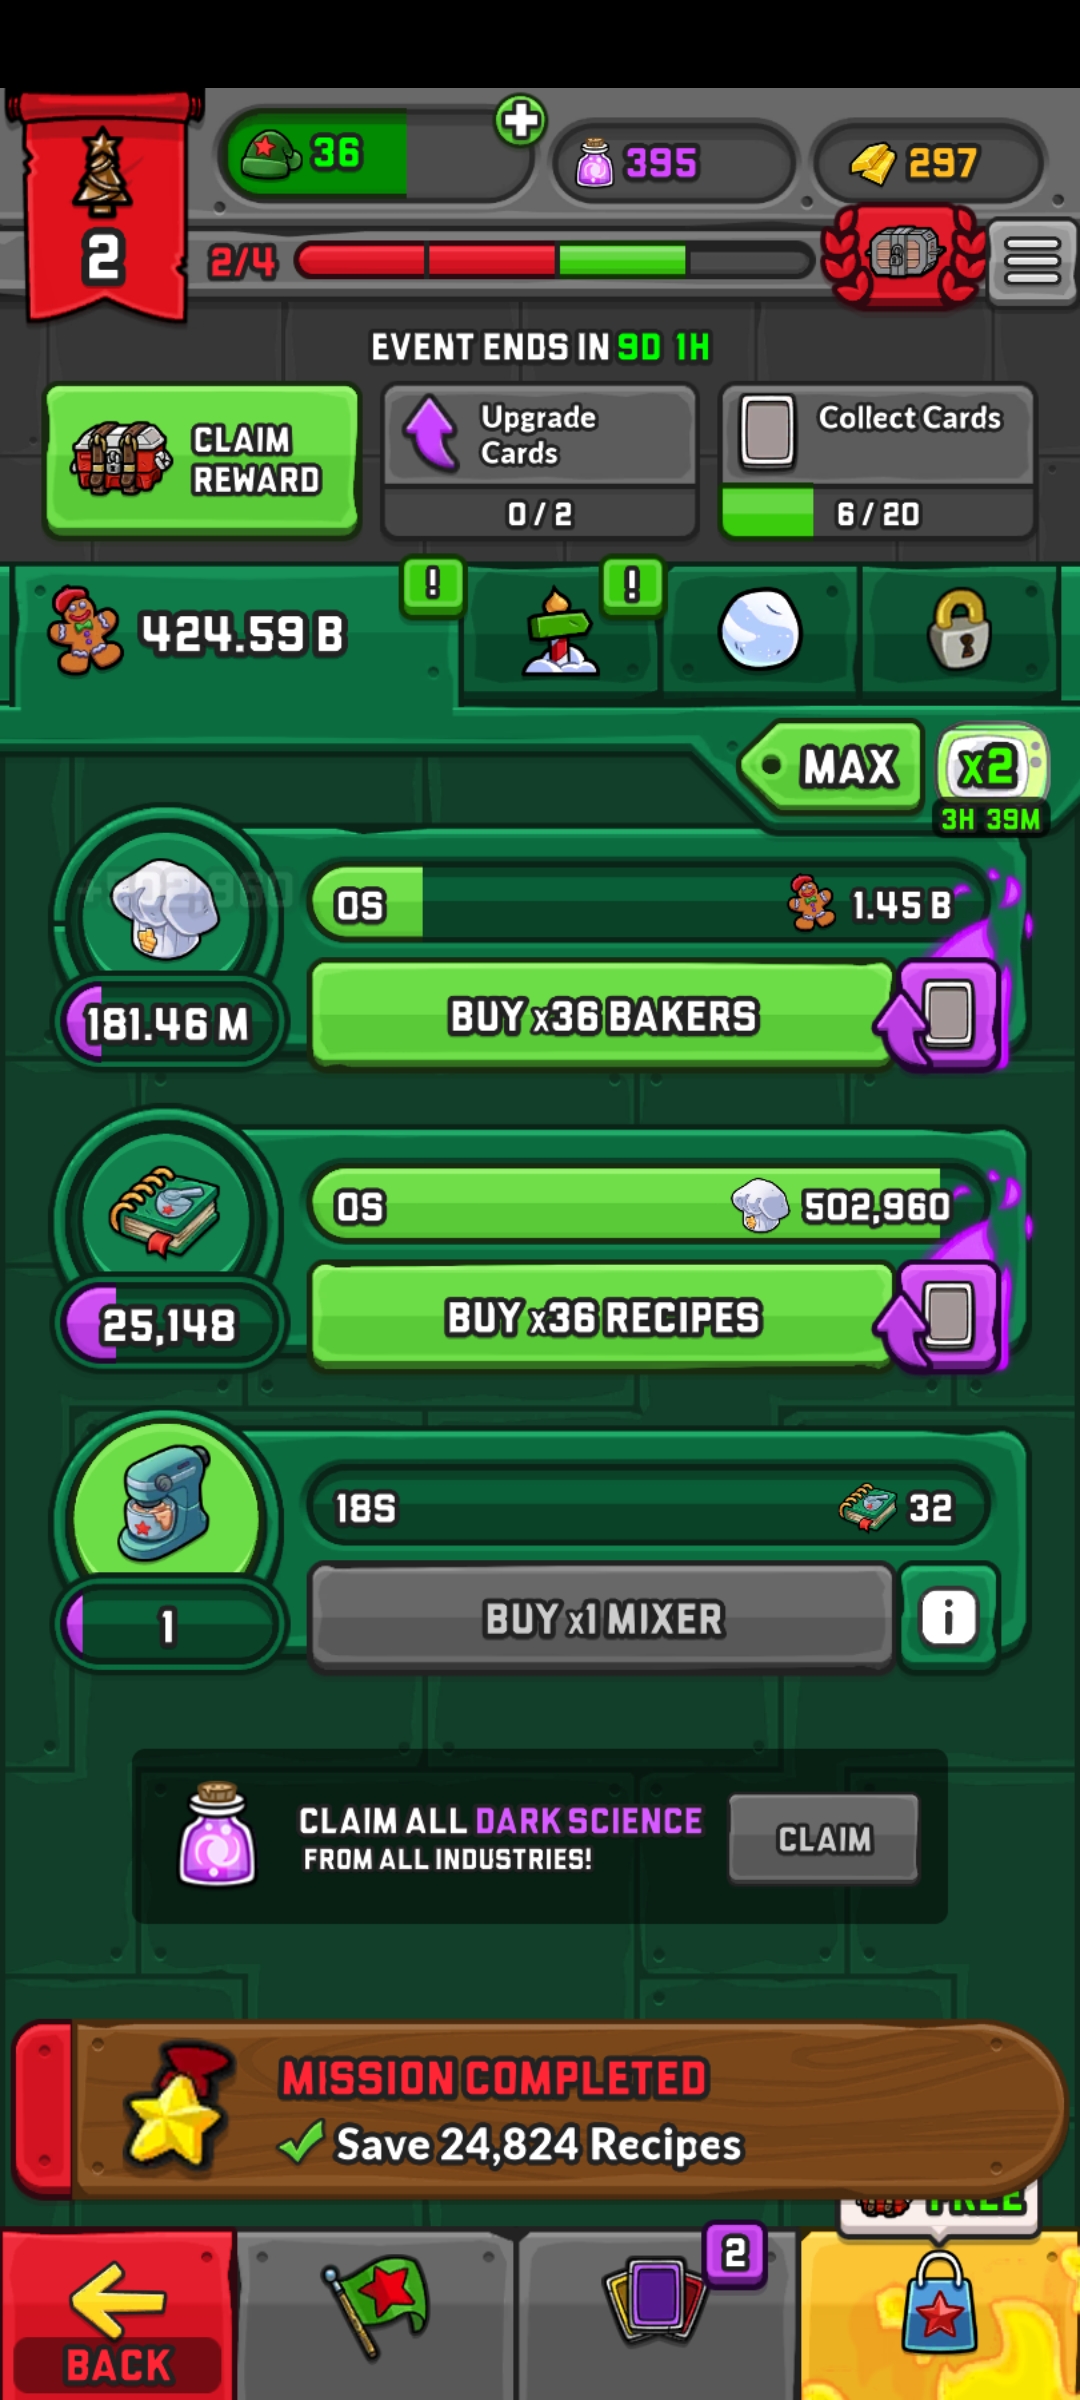 36
395
297
2
2/4
EVENT ENDS IN 9D 1H
CLAIM
REWARD
Upgrade
Cards
0/2
Collect Cards
6/20
424.59 B
!
!
MAX
x2
3H 39M
+502,960
0S
1.45 B
181.46 M
BUY x36 BAKERS
0S
502,960
25,148
BUY x36 RECIPES
18S
32
1
BUY x1 MIXER
i
CLAIM ALL DARK SCIENCE
FROM ALL INDUSTRIES!
CLAIM
MISSION COMPLETED
Save 24,824 Recipes
FREE
2
BACK